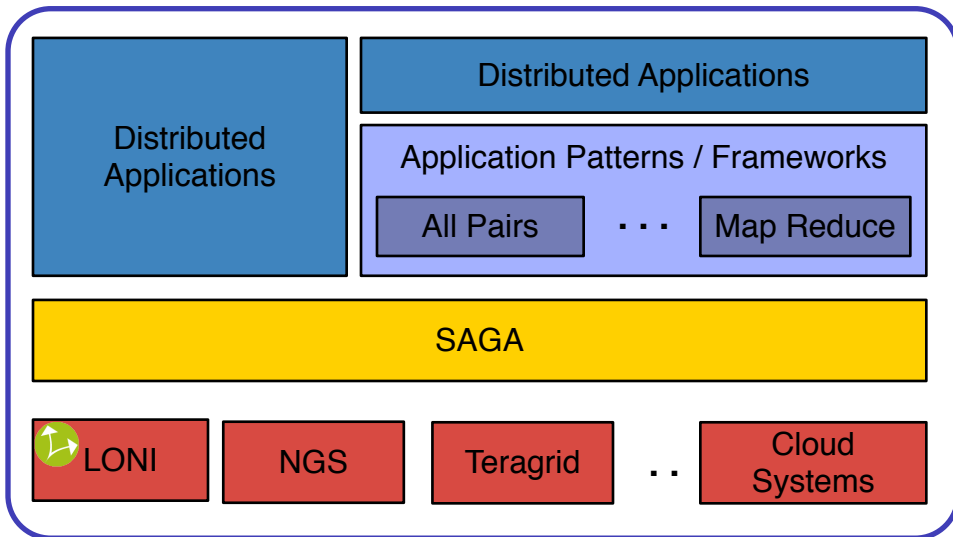 Distributed
Applications
Distributed Applications
Application Patterns / Frameworks
All Pairs
. . .
Map Reduce
SAGA
LONI
NGS
Teragrid
. .
Cloud
Systems